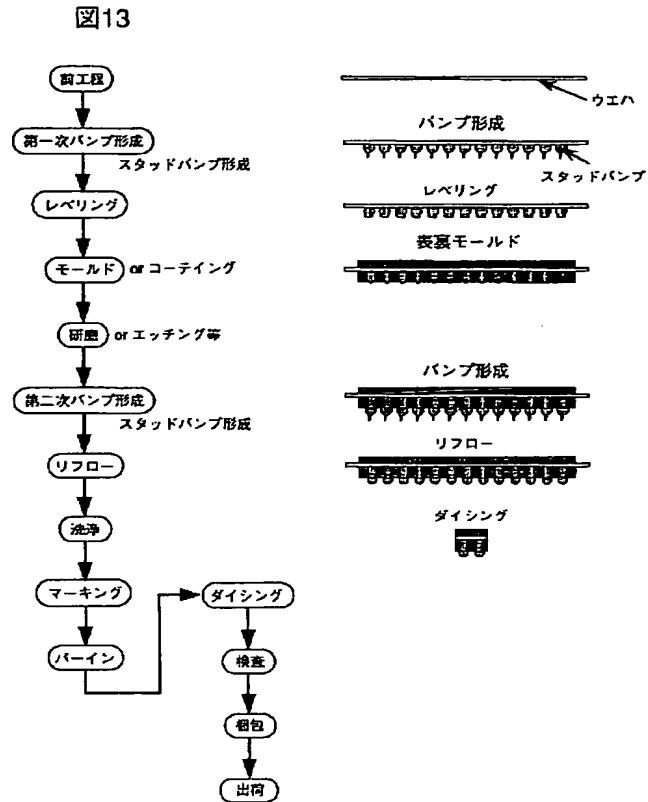 図13
前工程
第一次バンプ形成
スタッドバンプ形成
レベリング
モールド or コーテイング
研磨 or エッチング等
第二次バンプ形成
スタッドバンプ形成
リフロー
洗浄
マーキング
バーイン
ダイシング
検査
梱包
出荷
ウエハ
バンプ形成
スタッドバンプ
レベリング
表裏モールド
バンプ形成
リフロー
ダイシング